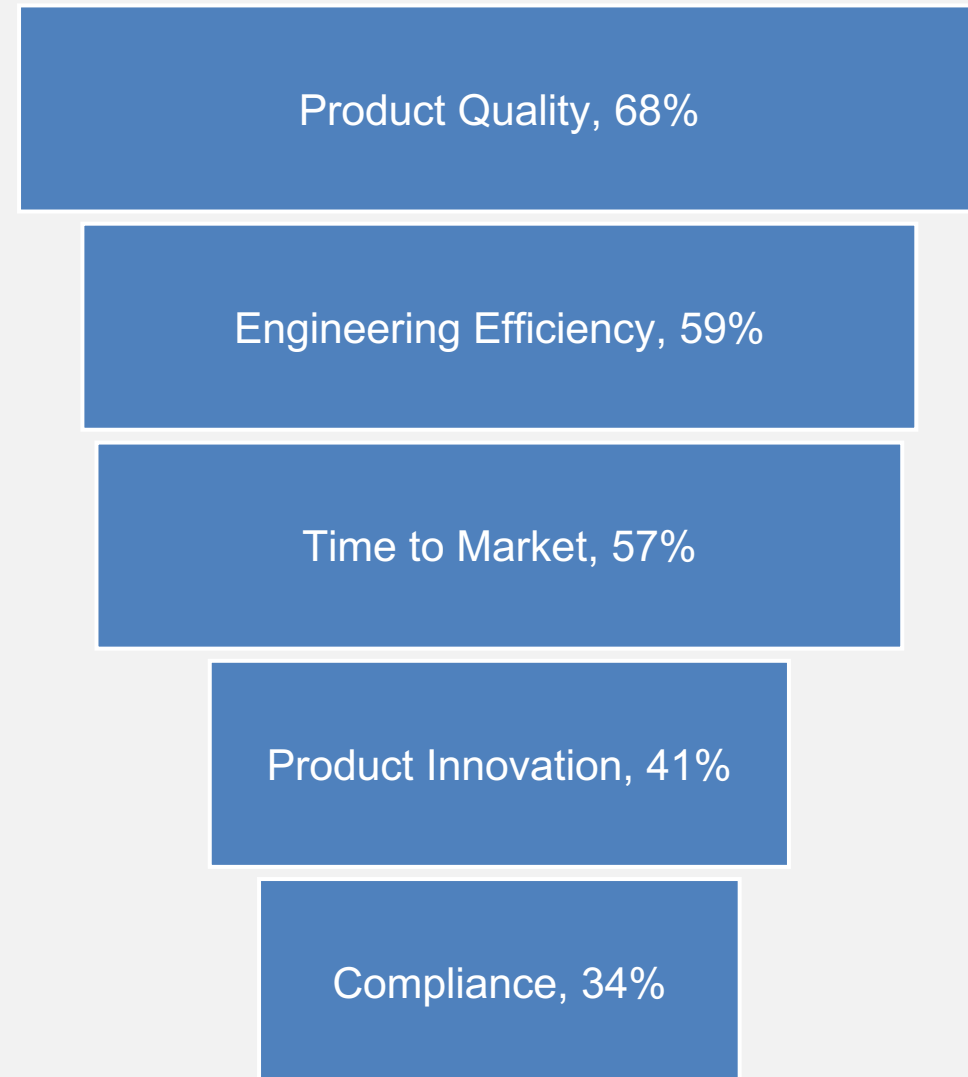 Product Quality, 68%
Engineering Efficiency, 59%
Time to Market, 57%
Product Innovation, 41%
Compliance, 34%